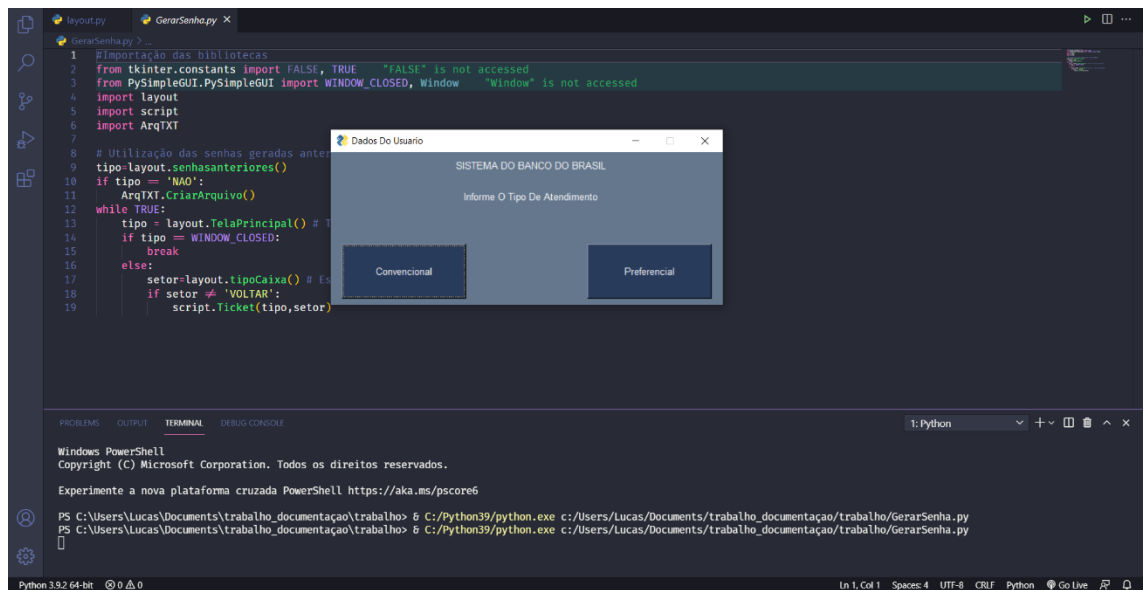 layout.py GerarSenha.py ×
GerarSenha.py > ...
1 #Importação das bibliotecas
2 from tkinter.constants import FALSE, TRUE "FALSE" is not accessed
3 from PySimpleGUI.PySimpleGUI import WINDOW_CLOSED, Window "Window" is not accessed
4 import layout
5 import script
6 import ArqTXT
7
8 # Utilização das senhas geradas anter
9 tipo=layout.senhasanteriores()
10 if tipo == 'NAO':
11 ArqTXT.CriarArquivo()
12 while TRUE:
13 tipo = layout.TelaPrincipal() # T
14 if tipo == WINDOW_CLOSED:
15 break
16 else:
17 setor=layout.tipoCaixa() # Es
18 if setor ≠ 'VOLTAR':
19 script.Ticket(tipo,setor)
Dados Do Usuario
SISTEMA DO BANCO DO BRASIL
Informe O Tipo De Atendimento
Convencional Preferencial
PROBLEMS OUTPUT TERMINAL DEBUG CONSOLE 1: Python
Windows PowerShell
Copyright (C) Microsoft Corporation. Todos os direitos reservados.
Experimente a nova plataforma cruzada PowerShell https://aka.ms/pscore6
PS C:\Users\Lucas\Documents\trabalho_documentaçao\trabalho> & C:/Python39/python.exe c:/Users/Lucas/Documents/trabalho_documentaçao/trabalho/GerarSenha.py
PS C:\Users\Lucas\Documents\trabalho_documentaçao\trabalho> & C:/Python39/python.exe c:/Users/Lucas/Documents/trabalho_documentaçao/trabalho/GerarSenha.py
Python 3.9.2 64-bit 0 0 Ln 1, Col 1 Spaces: 4 UTF-8 CRLF Python Go Live